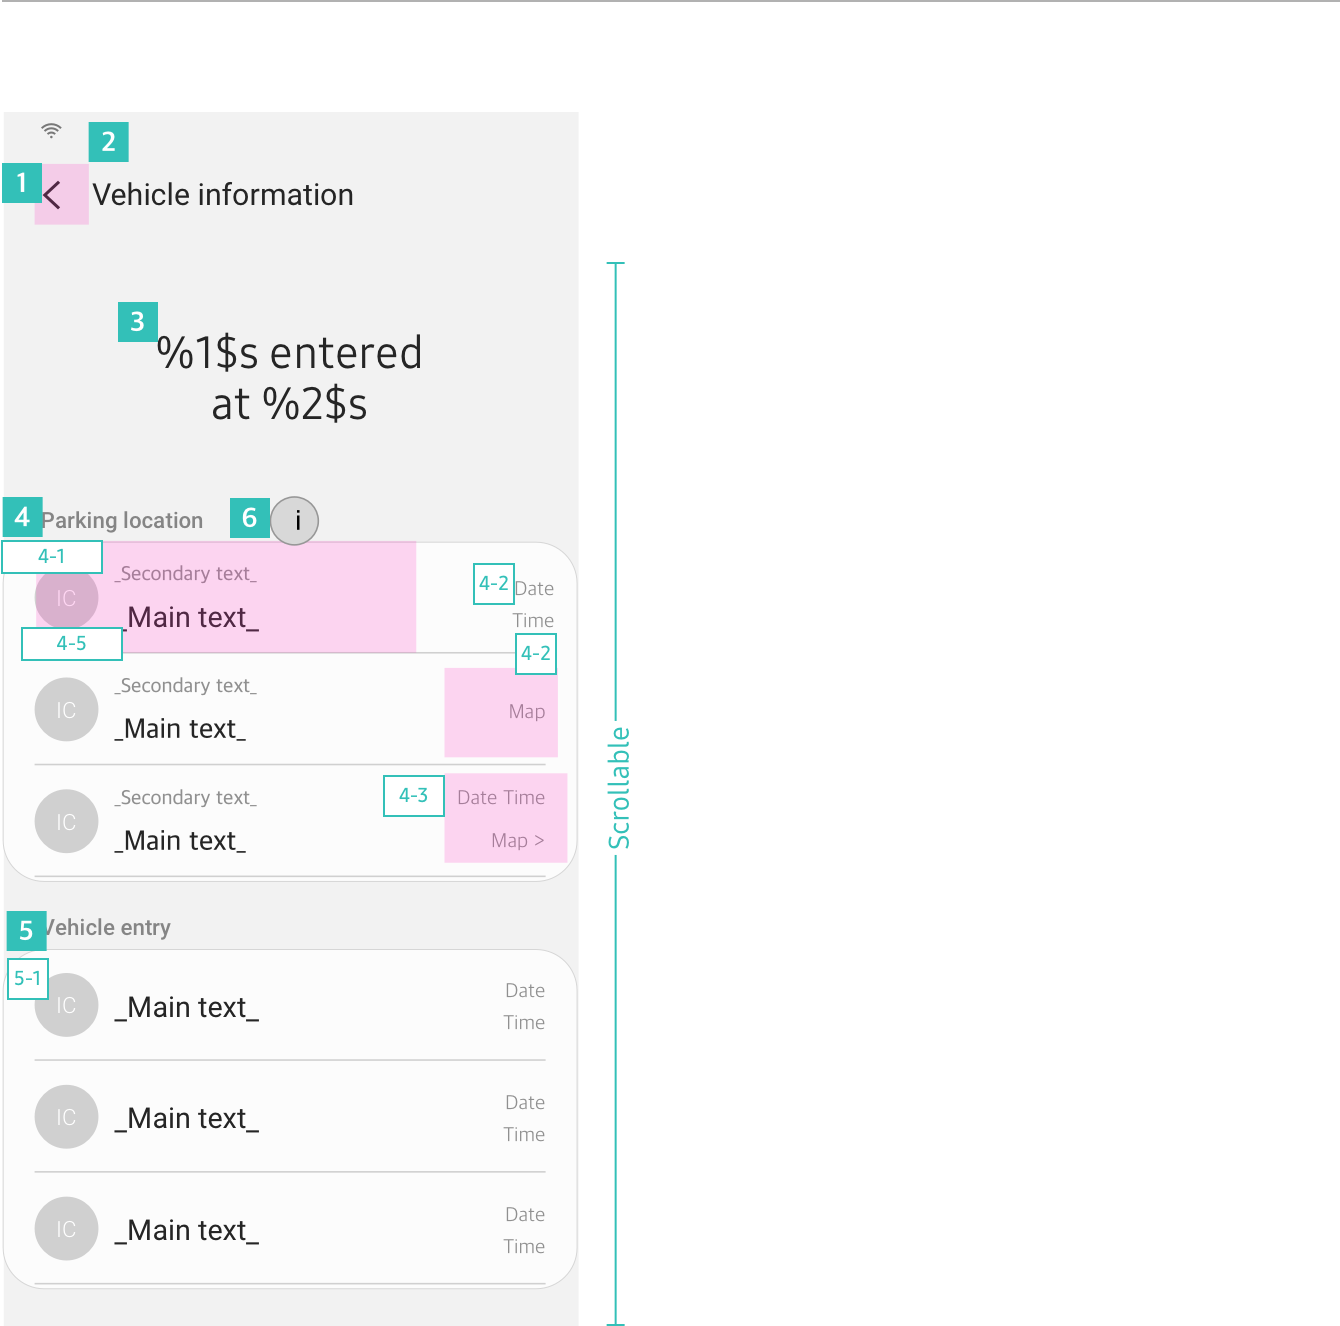 2
1
Vehicle information
3
%1$s entered
at %2$s
4
Parking location
6
i
4-1
_Secondary text_
IC
_Main text_
4-5
4-2
Date
Time
4-2
_Secondary text_
IC
_Main text_
Map
_Secondary text_
IC
_Main text_
4-3
Date Time
Map >
Scrollable
5
Vehicle entry
5-1
IC
_Main text_
Date
Time
IC
_Main text_
Date
Time
IC
_Main text_
Date
Time